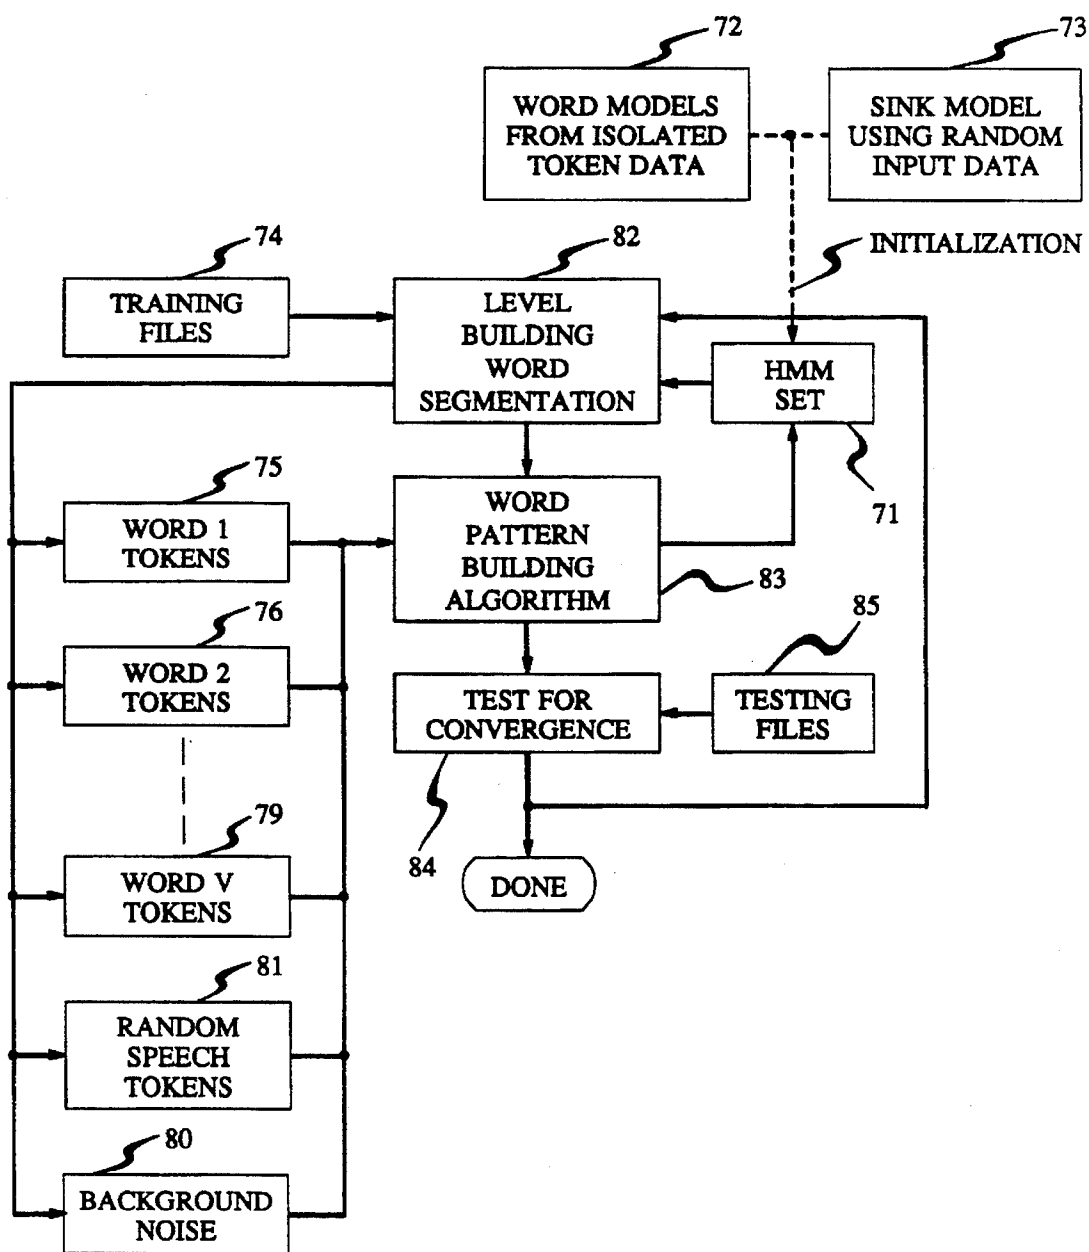 72
73
WORD MODELS
FROM ISOLATED
TOKEN DATA
SINK MODEL
USING RANDOM
INPUT DATA
INITIALIZATION
74
TRAINING
FILES
82
LEVEL
BUILDING
WORD
SEGMENTATION
HMM
SET
71
75
WORD 1
TOKENS
WORD
PATTERN
BUILDING
ALGORITHM
83
76
WORD 2
TOKENS
85
TEST FOR
CONVERGENCE
TESTING
FILES
84
79
WORD V
TOKENS
DONE
81
RANDOM
SPEECH
TOKENS
80
BACKGROUND
NOISE